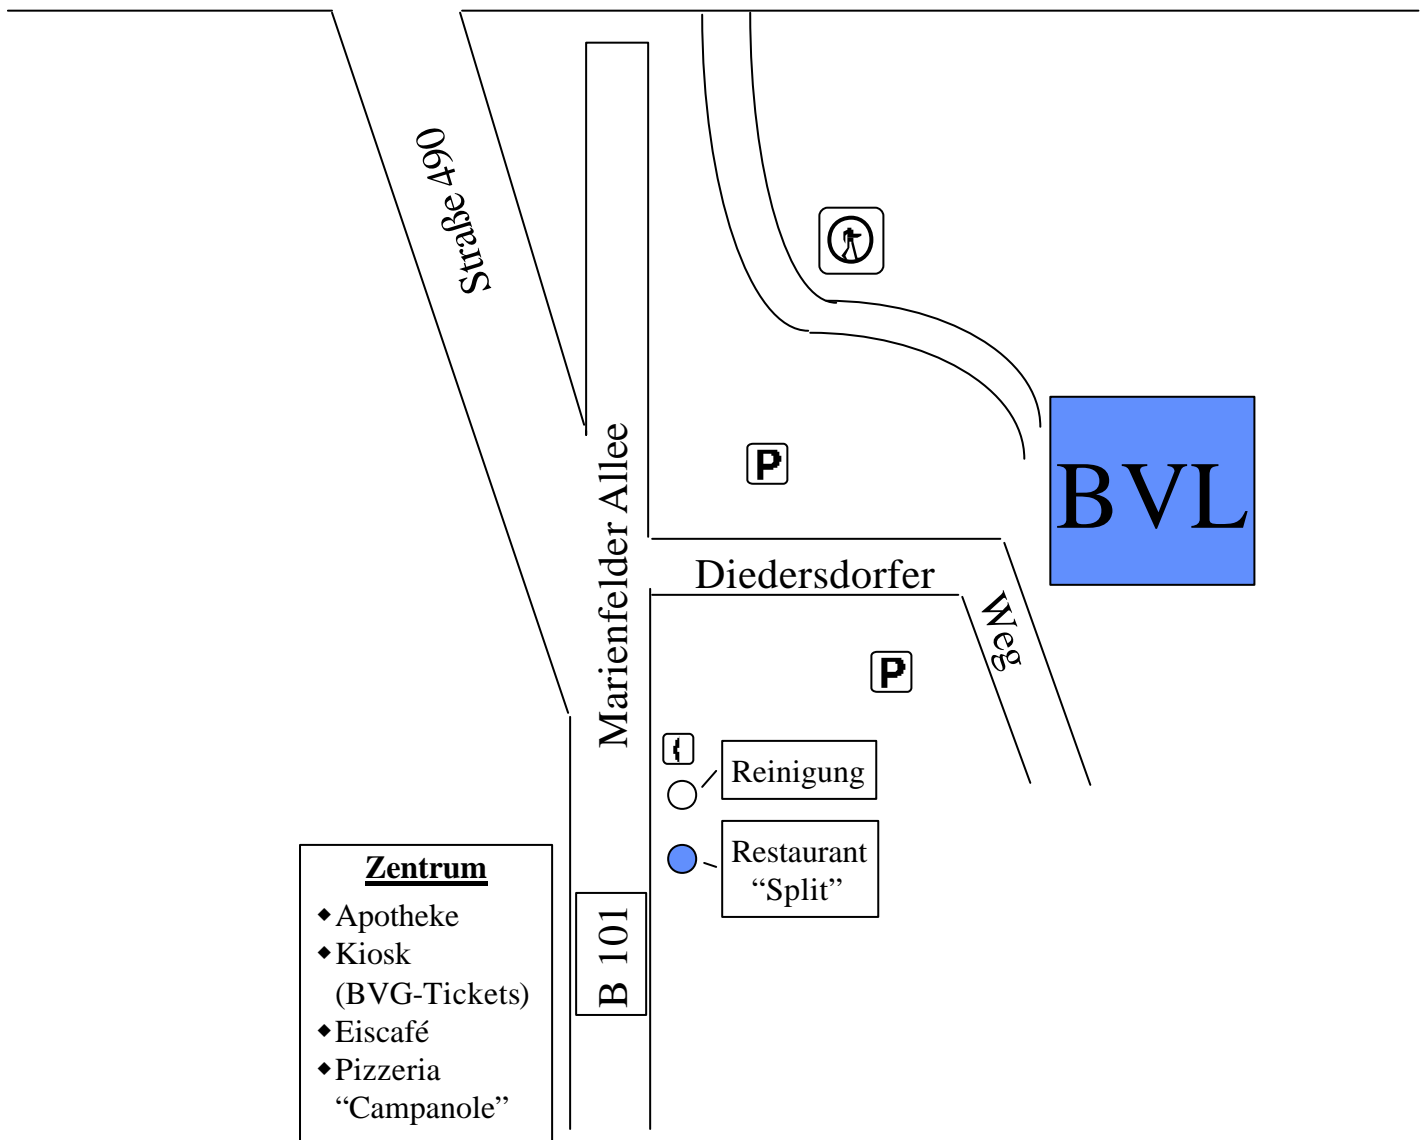 Straße 490
Marienfelder Allee
P
BVL
Diedersdorfer
Weg
P
Reinigung
Restaurant
“Split”
B 101
Zentrum
◆Apotheke
◆Kiosk
(BVG-Tickets)
◆Eiscafé
◆Pizzeria
“Campanole”